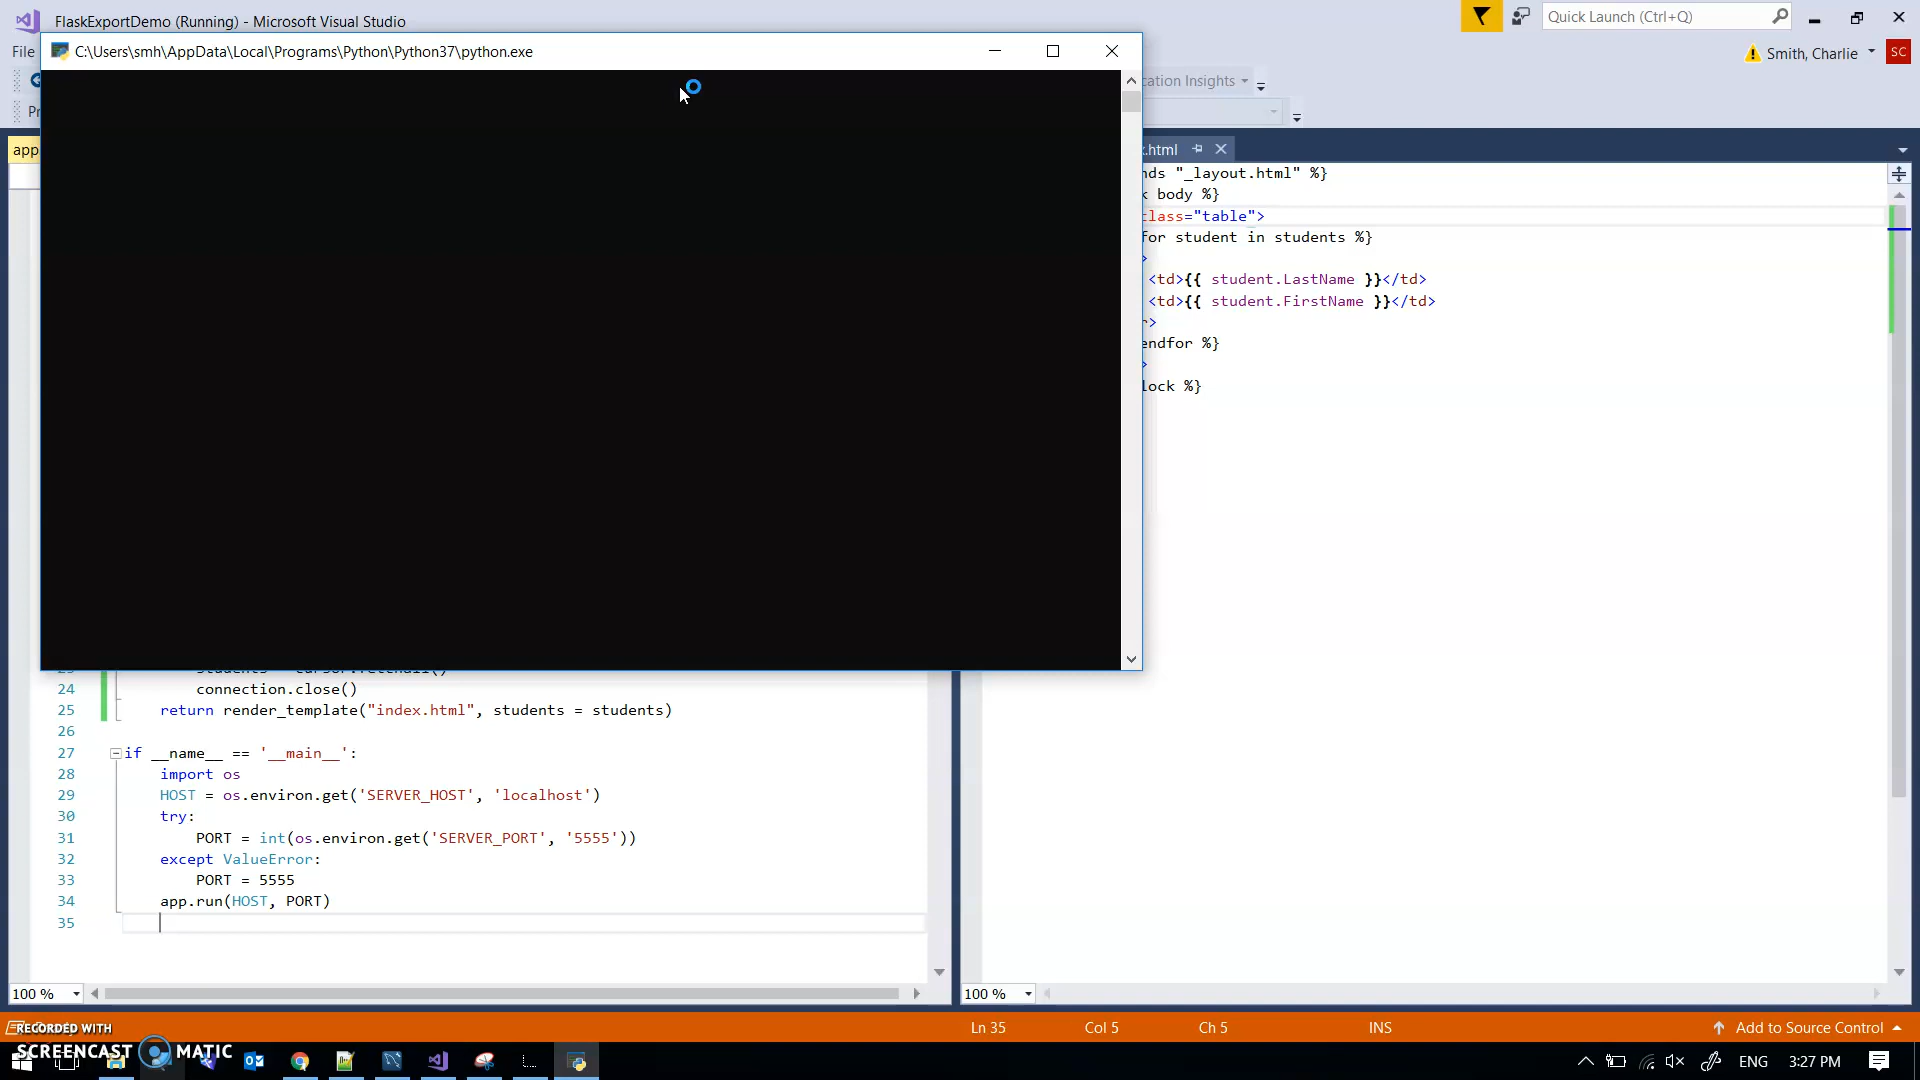 FlaskExportDemo (Running) - Microsoft Visual Studio
Quick Launch (Ctrl+Q)
File
C:\Users\smh\AppData\Local\Programs\Python\Python37\python.exe
Smith, Charlie
SC
cation Insights
Pr
app
.html
nds "_layout.html" %}
k body %}
class="table">
for student in students %}
>
<td>{{ student.LastName }}</td>
<td>{{ student.FirstName }}</td>
r>
endfor %}
>
lock %}
24 connection.close()
25 return render_template("index.html", students = students)
26
27 if __name__ == '__main__':
28 import os
29 HOST = os.environ.get('SERVER_HOST', 'localhost')
30 try:
31 PORT = int(os.environ.get('SERVER_PORT', '5555'))
32 except ValueError:
33 PORT = 5555
34 app.run(HOST, PORT)
35
100 %
100 %
Ln 35
Col 5
Ch 5
INS
Add to Source Control
RECORDED WITH
SCREENCAST MATIC
ENG
3:27 PM